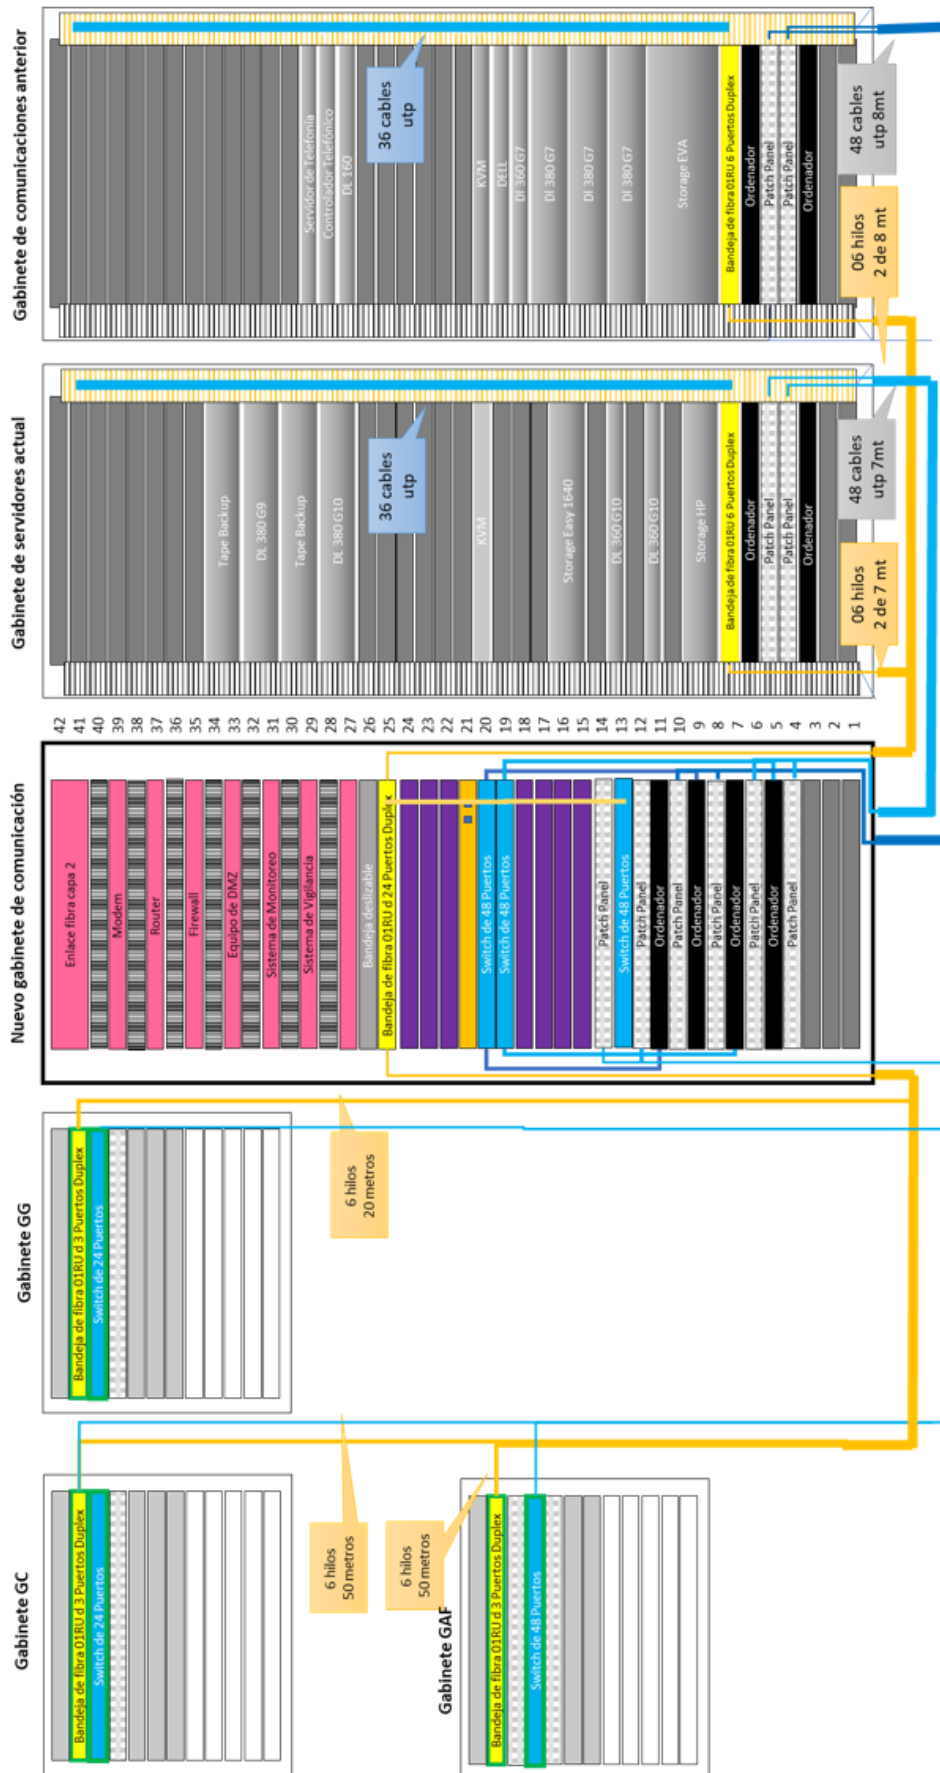 Gabinete GC
Bandeja de fibra 01RU d 3 Puertos Duplex
Switch de 24 Puertos
6 hilos
50 metros
Gabinete GAF
Bandeja de fibra 01RU d 3 Puertos Duplex
Switch de 48 Puertos
6 hilos
50 metros
Gabinete GG
Bandeja de fibra 01RU d 3 Puertos Duplex
Switch de 24 Puertos
6 hilos
20 metros
Nuevo gabinete de comunicación
Enlace fibra capa 2
Modem
Router
Firewall
Equipo de DMZ
Sistema de Monitoreo
Sistema de Vigilancia
Bandeja deslizable
Bandeja de fibra 01RU d 24 Puertos Duplex
Switch de 48 Puertos
Switch de 48 Puertos
Patch Panel
Switch de 48 Puertos
Patch Panel
Ordenador
Patch Panel
Ordenador
Patch Panel
Ordenador
Patch Panel
Ordenador
Patch Panel
42
41
40
39
38
37
36
35
34
33
32
31
30
29
28
27
26
25
24
23
22
21
20
19
18
17
16
15
14
13
11
10
9
8
7
6
5
4
3
2
1
Gabinete de servidores actual
Tape Backup
DL 380 G9
Tape Backup
DL 380 G10
KVM
Storage Easy 1640
DL 360 G10
DL 360 G10
Storage HP
Bandeja de fibra 01RU 6 Puertos Duplex
Ordenador
Patch Panel
Patch Panel
Ordenador
36 cables
utp
06 hilos
2 de 7 mt
48 cables
utp 7mt
Gabinete de comunicaciones anterior
Servidor de Telefonía
Controlador Telefónico
DL 160
KVM
DELL
Dl 360 G7
Dl 380 G7
Dl 380 G7
Dl 380 G7
Storage EVA
Bandeja de fibra 01RU 6 Puertos Duplex
Ordenador
Patch Panel
Patch Panel
Ordenador
36 cables
utp
06 hilos
2 de 8 mt
48 cables
utp 8mt